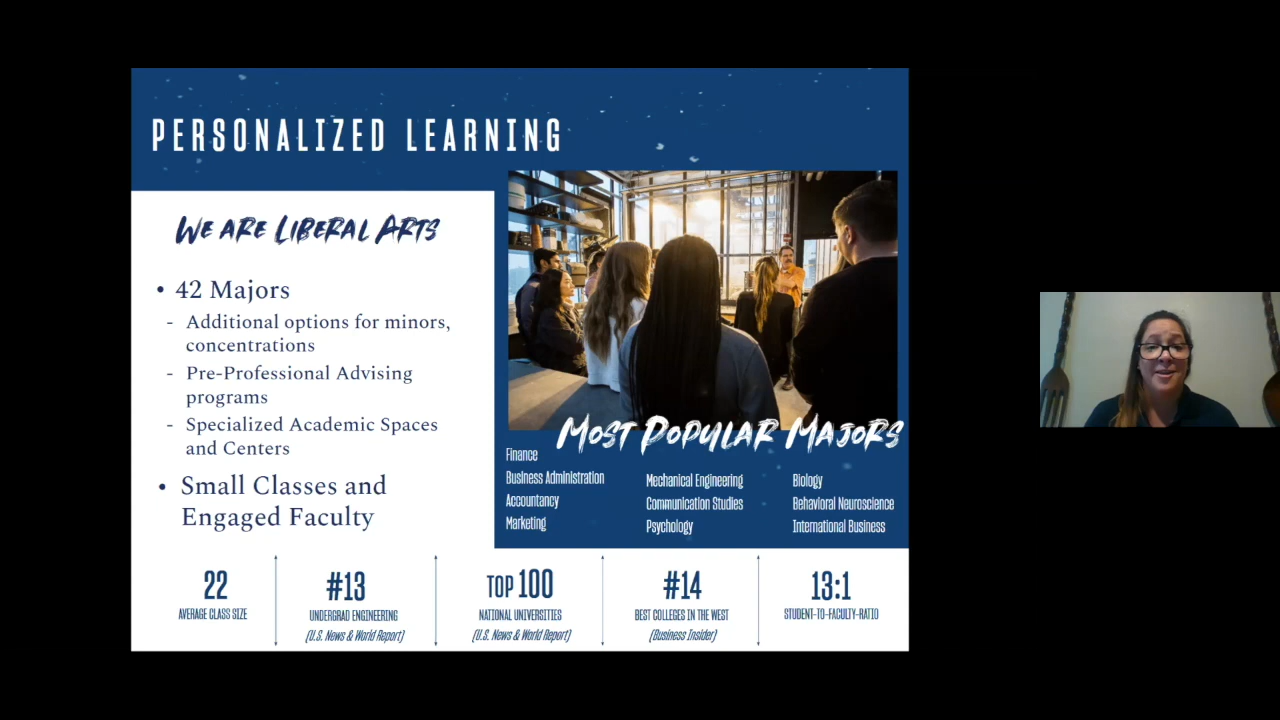 PERSONALIZED LEARNING
WE ARE LIBERAL ARTS
• 42 Majors
- Additional options for minors,
concentrations
- Pre-Professional Advising
programs
- Specialized Academic Spaces
and Centers
• Small Classes and
Engaged Faculty
MOST POPULAR MAJORS
Finance
Business Administration
Accountancy
Marketing
Mechanical Engineering
Communication Studies
Psychology
Biology
Behavioral Neuroscience
International Business
22
AVERAGE CLASS SIZE
#13
UNDERGRAD ENGINEERING
(U.S. News & World Report)
TOP 100
NATIONAL UNIVERSITIES
(U.S. News & World Report)
#14
BEST COLLEGES IN THE WEST
(Business Insider)
13:1
STUDENT-TO-FACULTY-RATIO